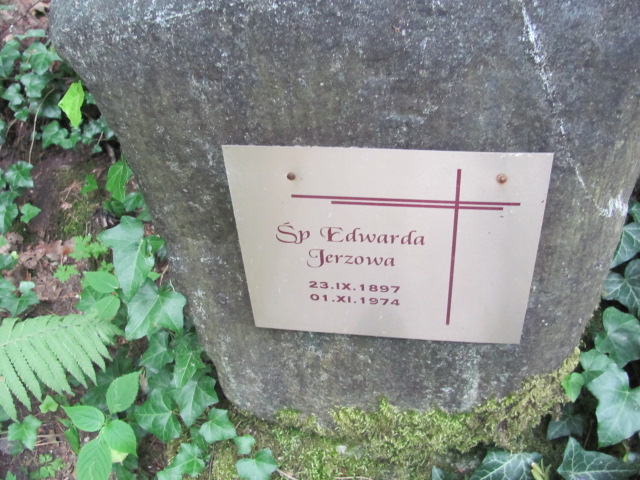 Śp Edwarda
Jerzowa
23.IX.1897
01.XI.1974